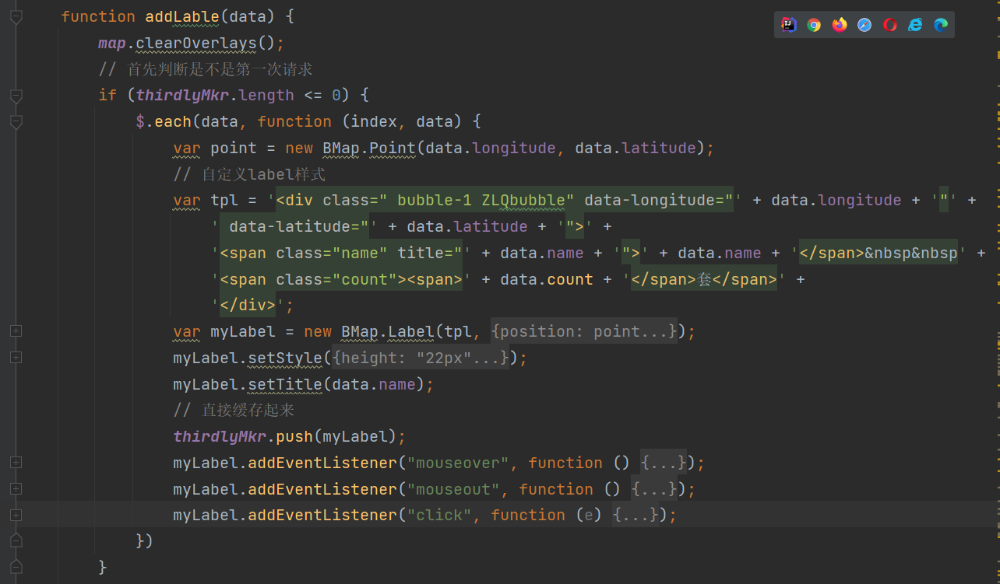 function addLable(data) {
map.clearOverlays();
// 首先判断是不是第一次请求
if (thirdlyMkr.length <= 0) {
$.each(data, function (index, data) {
var point = new BMap.Point(data.longitude, data.latitude);
// 自定义label样式
var tpl = '<div class=" bubble-1 ZLQbubble" data-longitude="' + data.longitude + '"' +
' data-latitude="' + data.latitude + '">' +
'<span class="name" title="' + data.name + '">' + data.name + '</span>&nbsp&nbsp' +
'<span class="count"><span>' + data.count + '</span>套</span>' +
'</div>';
var myLabel = new BMap.Label(tpl, {position: point...});
myLabel.setStyle({height: "22px"...});
myLabel.setTitle(data.name);
// 直接缓存起来
thirdlyMkr.push(myLabel);
myLabel.addEventListener("mouseover", function () {...});
myLabel.addEventListener("mouseout", function () {...});
myLabel.addEventListener("click", function (e) {...});
})
}